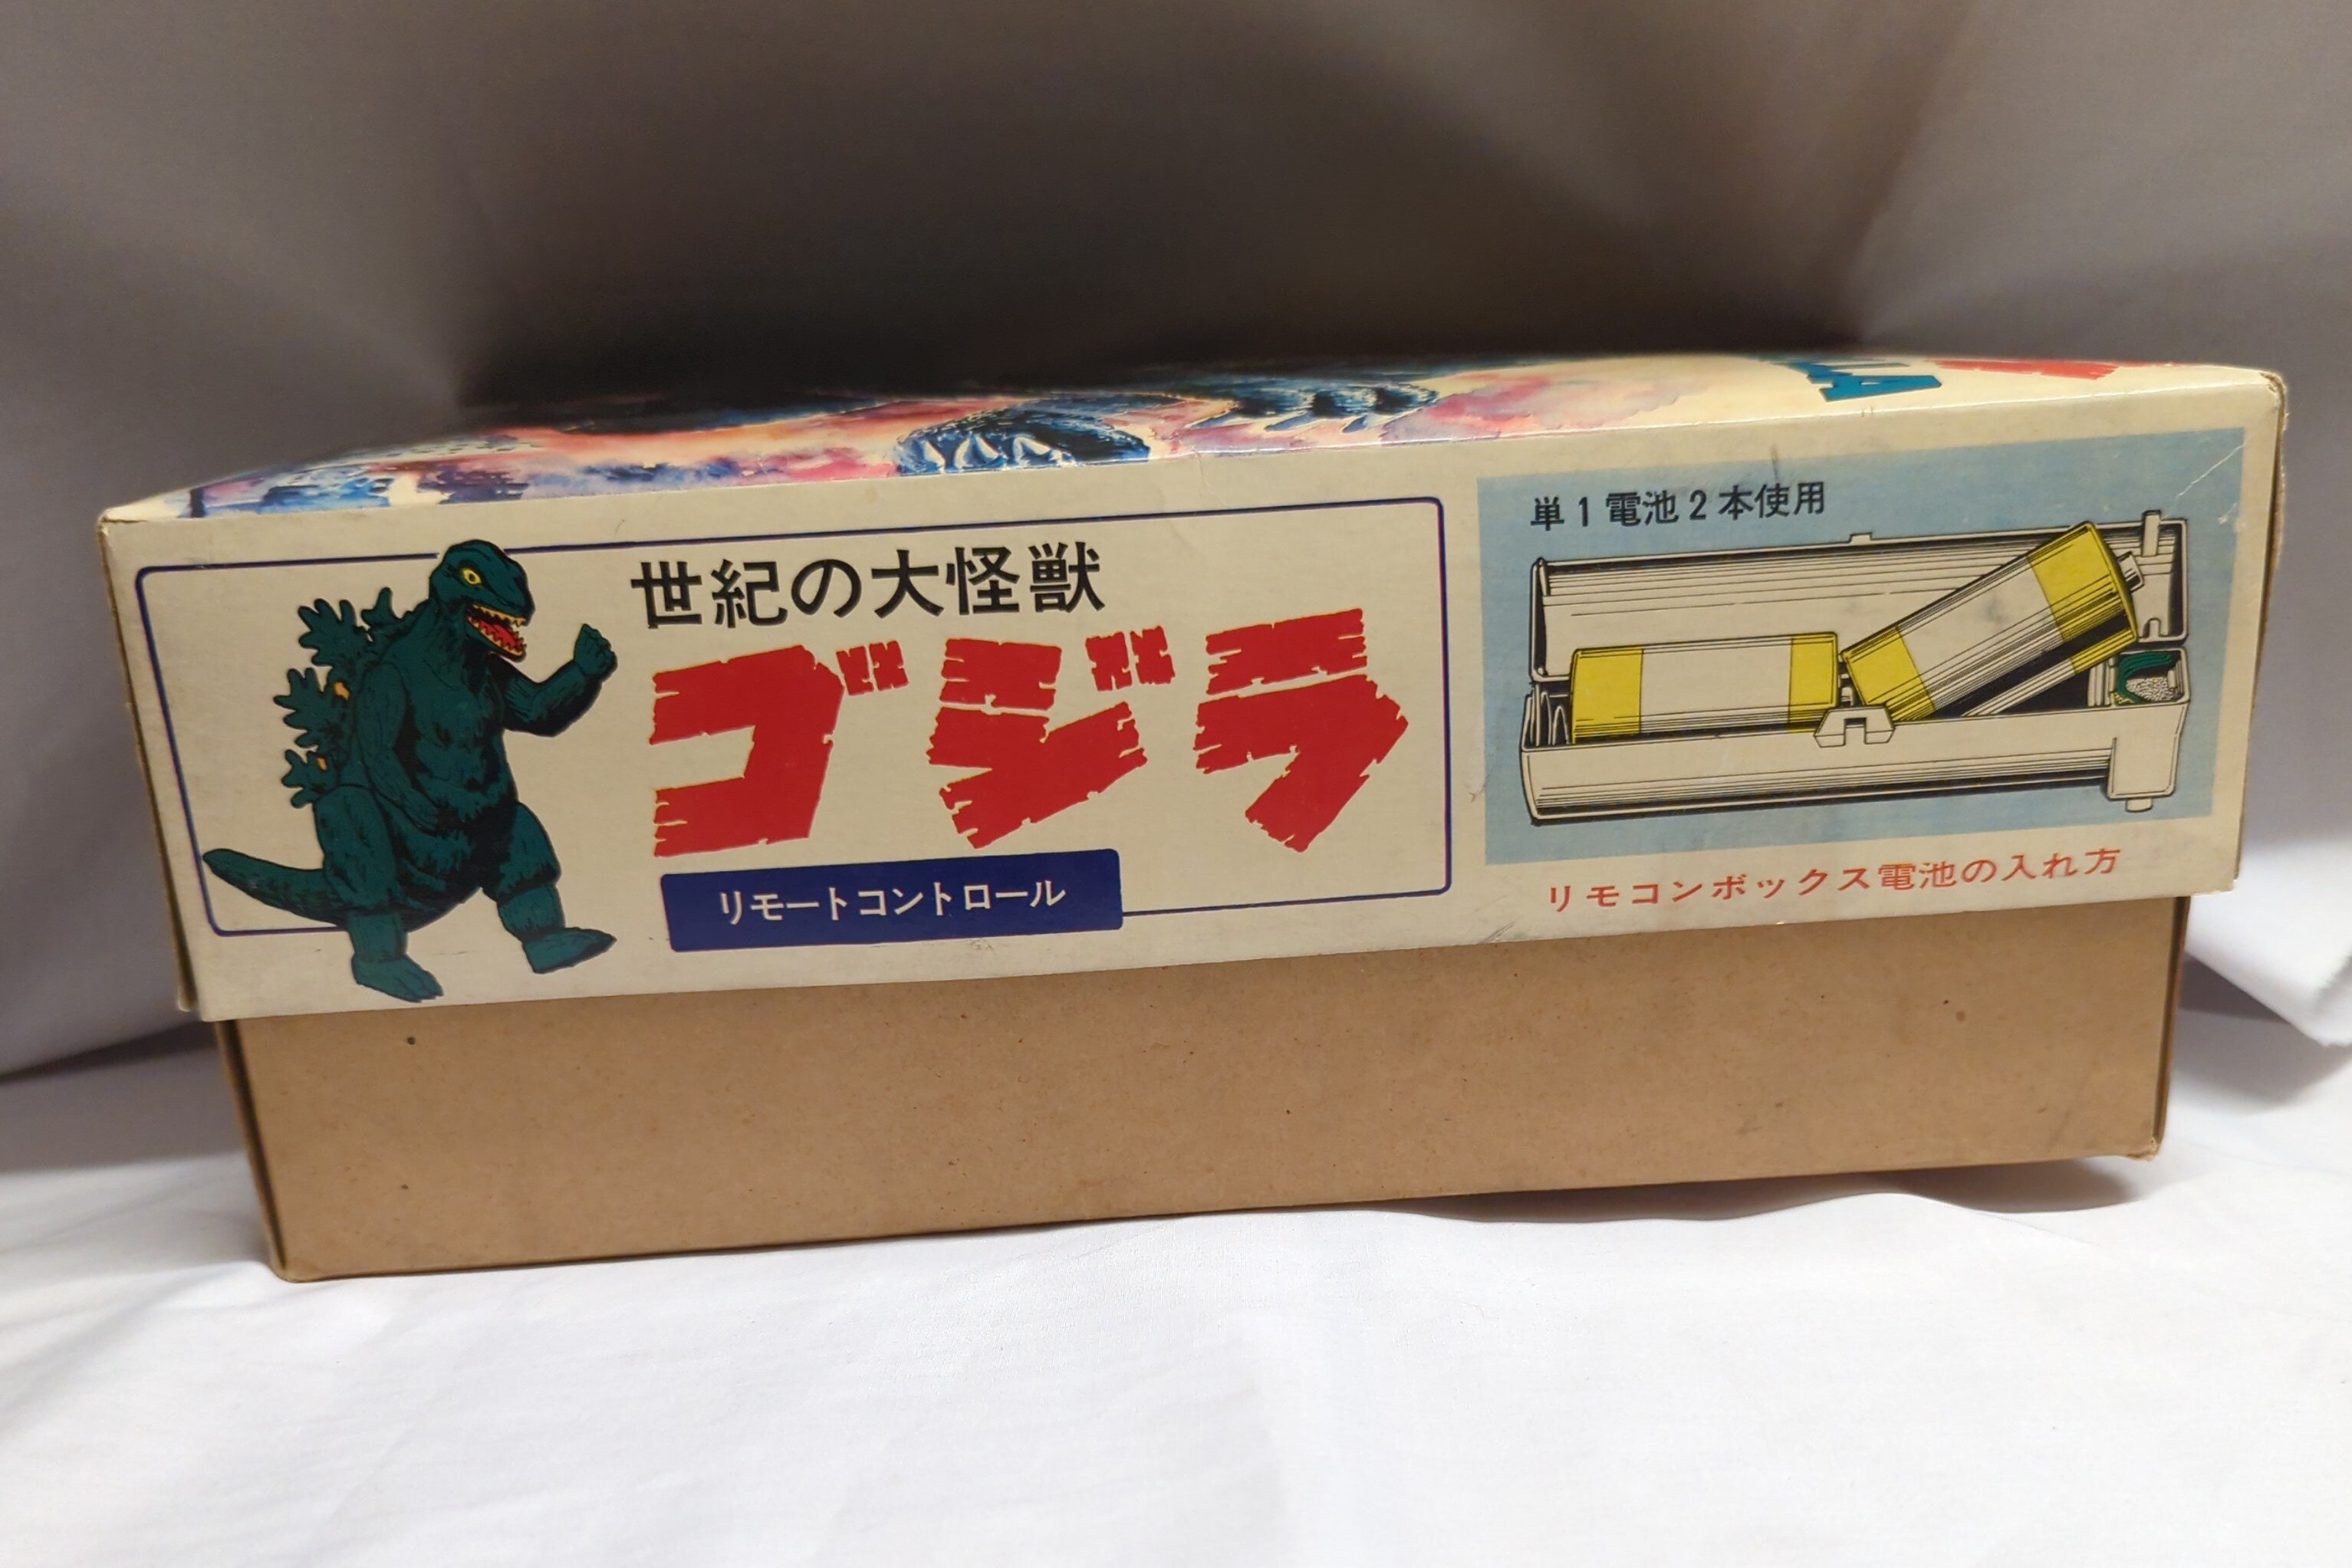 世紀の大怪獣
ゴジラ
リモートコントロール
単1電池2本使用
リモコンボックス電池の入れ方